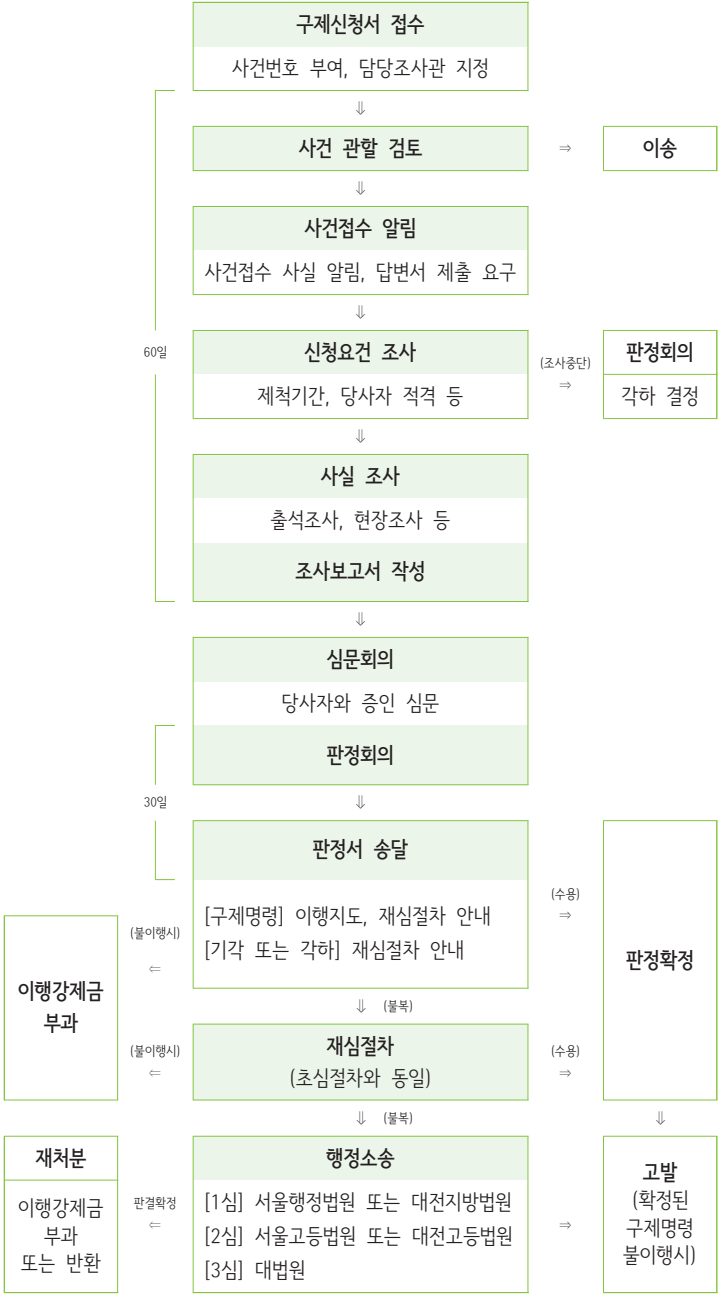 구제신청서 접수
사건번호 부여, 담당조사관 지정
⇓
사건 관할 검토
⇒
이송
⇓
사건접수 알림
사건접수 사실 알림, 답변서 제출 요구
⇓
60일
신청요건 조사
제척기간, 당사자 적격 등
(조사중단)
⇒
판정회의
각하 결정
⇓
사실 조사
출석조사, 현장조사 등
조사보고서 작성
⇓
심문회의
당사자와 증인 심문
판정회의
30일
⇓
판정서 송달
[구제명령] 이행지도, 재심절차 안내
[기각 또는 각하] 재심절차 안내
(수용)
⇒
판정확정
(불이행시)
⇐
이행강제금
부과
⇓ (불복)
재심절차
(초심절차와 동일)
(불이행시)
⇐
(수용)
⇒
⇓ (불복)
⇓
행정소송
[1심] 서울행정법원 또는 대전지방법원
[2심] 서울고등법원 또는 대전고등법원
[3심] 대법원
판결확정
⇐
재처분
이행강제금
부과
또는 반환
⇒
고발
(확정된
구제명령
불이행시)